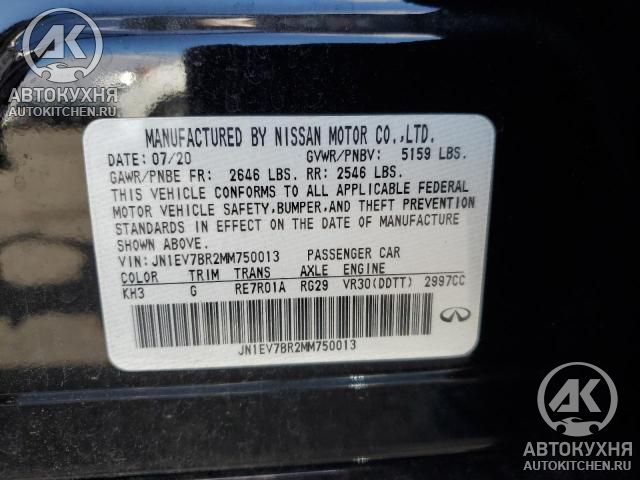 АК
АВТОКУХНЯ
AUTOKITCHEN.RU
MANUFACTURED BY NISSAN MOTOR CO.,LTD.
DATE: 07/20 GVWR/PNBV: 5159 LBS.
GAWR/PNBE FR: 2646 LBS. RR: 2546 LBS.
THIS VEHICLE CONFORMS TO ALL APPLICABLE FEDERAL
MOTOR VEHICLE SAFETY,BUMPER,AND THEFT PREVENTION
STANDARDS IN EFFECT ON THE DATE OF MANUFACTURE
SHOWN ABOVE.
VIN: JN1EV7BR2MM750013 PASSENGER CAR
COLOR TRIM TRANS AXLE ENGINE
KH3 G RE7R01A RG29 VR30(DDTT) 2997CC
JN1EV7BR2MM750013
АК
АВТОКУХНЯ
AUTOKITCHEN.RU